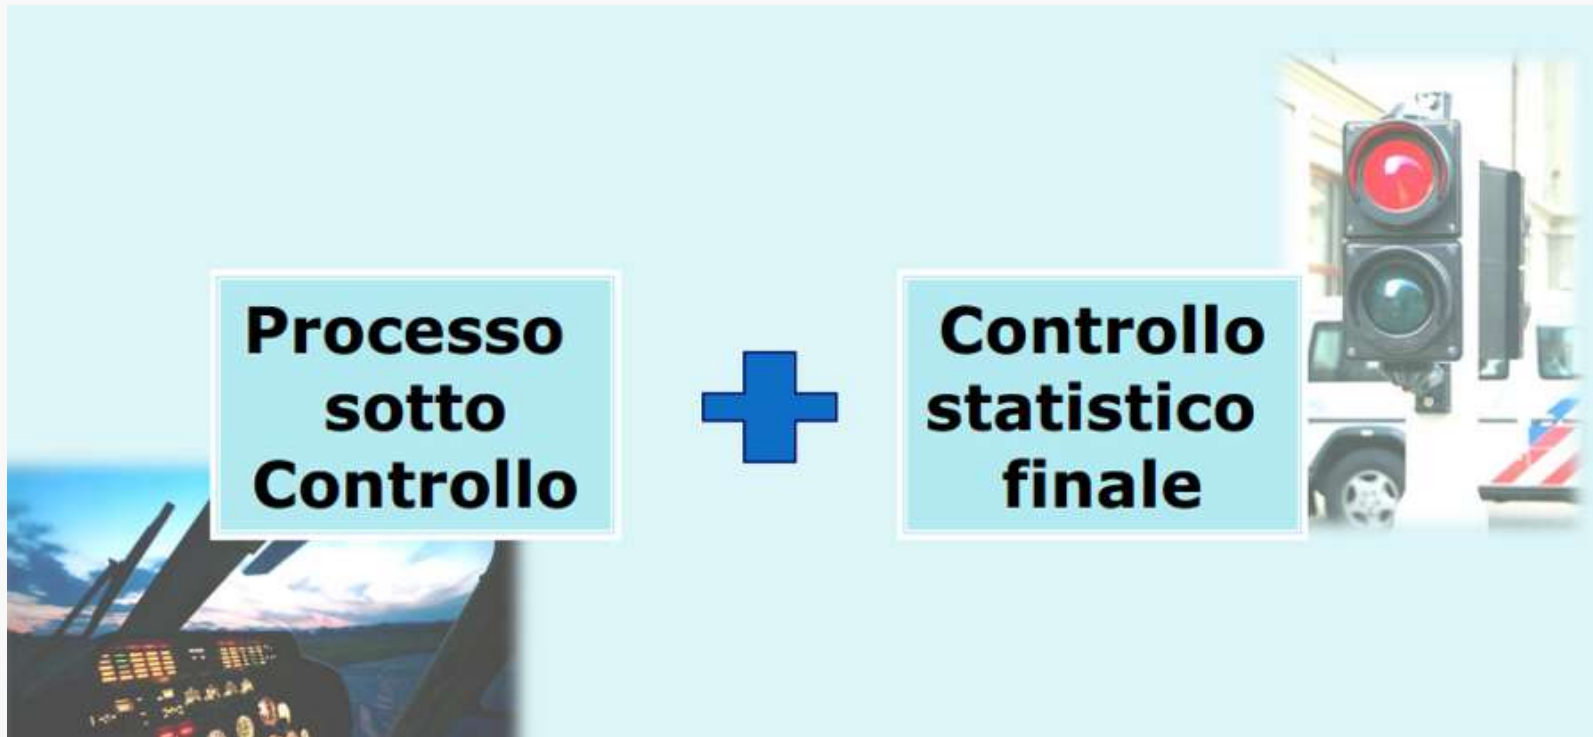 Processo
sotto
Controllo
Controllo
statistico
finale